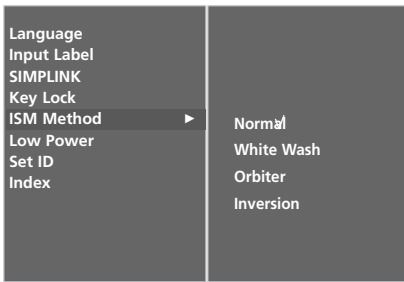 Language
Input Label
SIMPLINK
Key Lock
ISM Method ►
Low Power
Set ID
Index
Normal
White Wash
Orbiter
Inversion